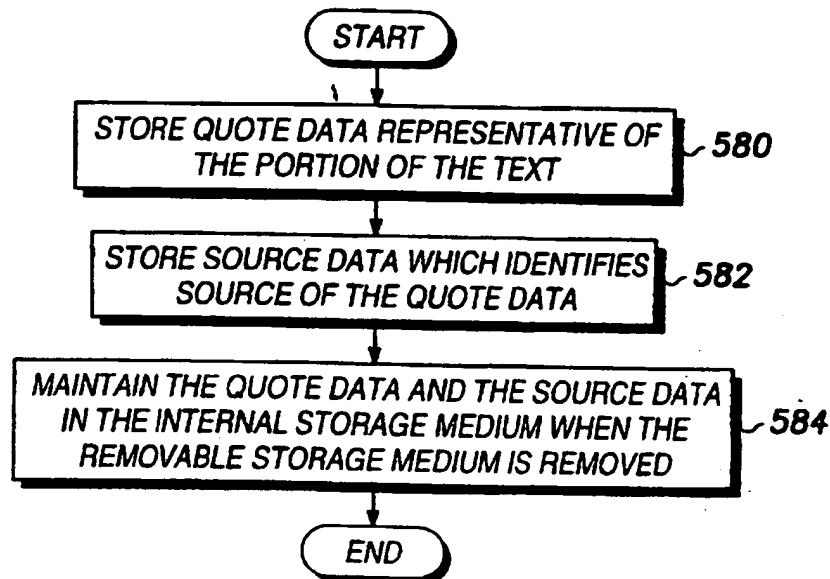 START
STORE QUOTE DATA REPRESENTATIVE OF
THE PORTION OF THE TEXT
580
STORE SOURCE DATA WHICH IDENTIFIES
SOURCE OF THE QUOTE DATA
582
MAINTAIN THE QUOTE DATA AND THE SOURCE DATA
IN THE INTERNAL STORAGE MEDIUM WHEN THE
REMOVABLE STORAGE MEDIUM IS REMOVED
584
END